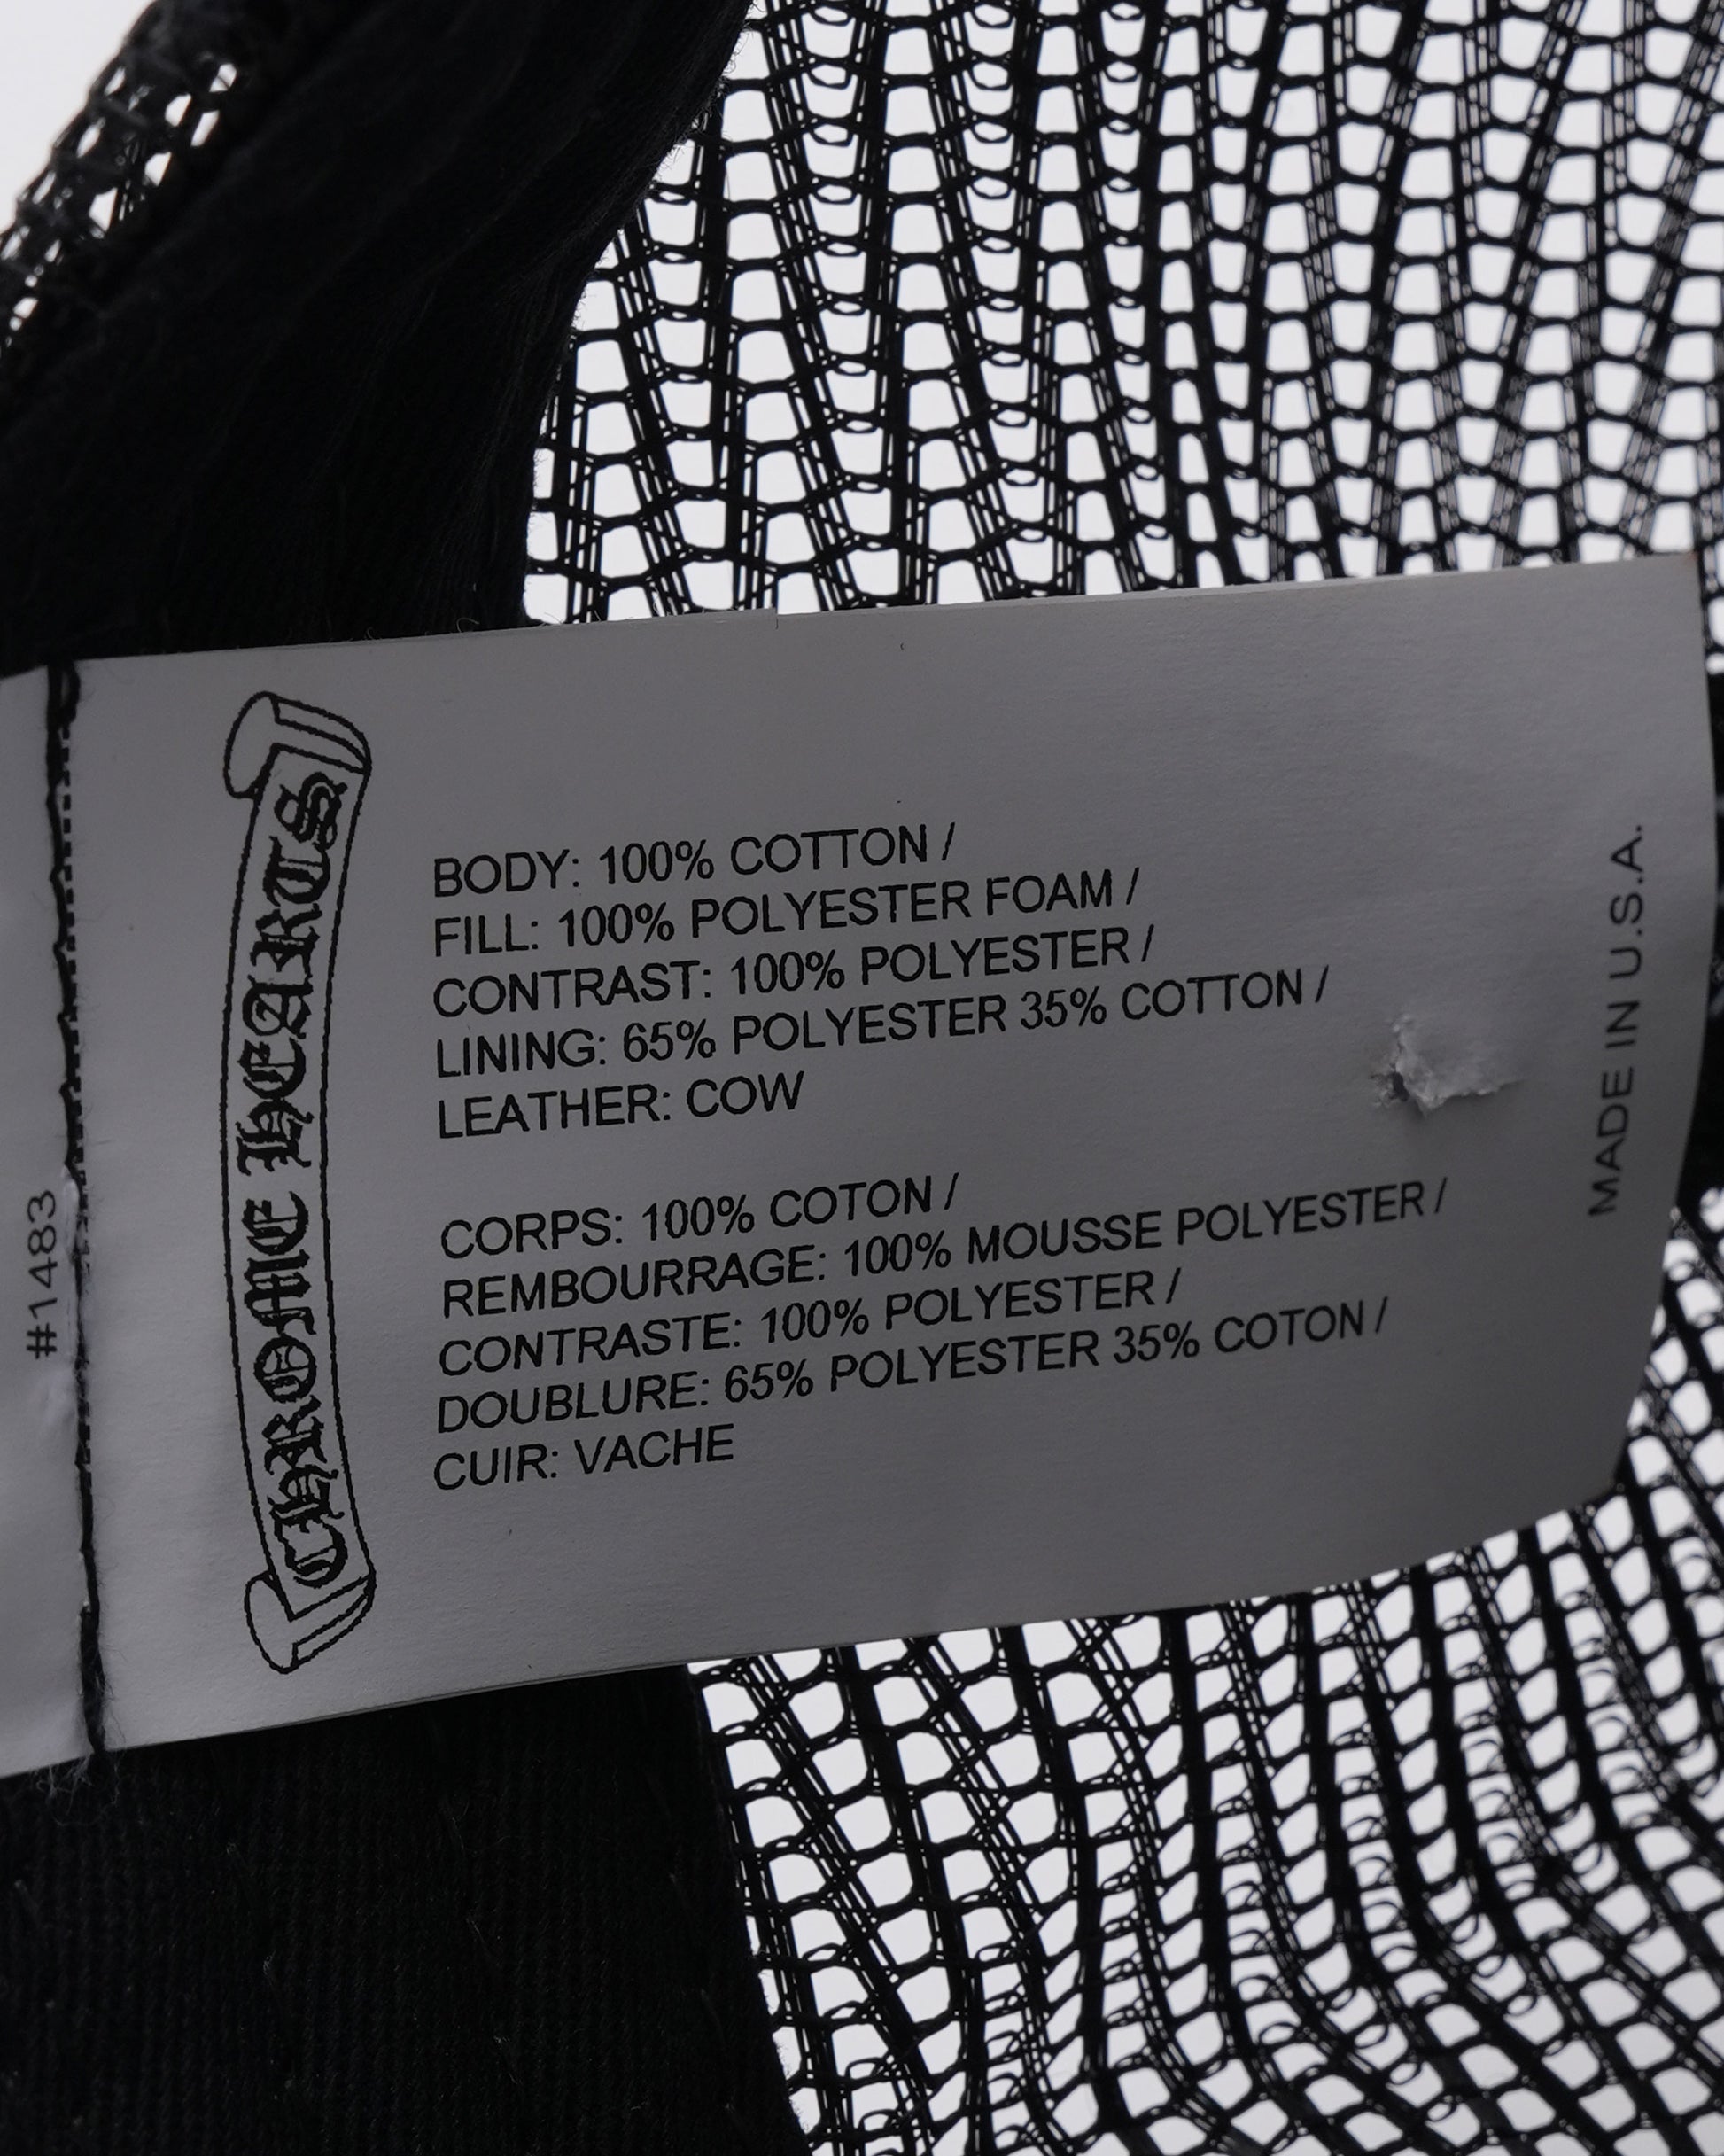 #1483
CHROME HEARTS
BODY: 100% COTTON /
FILL: 100% POLYESTER FOAM /
CONTRAST: 100% POLYESTER /
LINING: 65% POLYESTER 35% COTTON /
LEATHER: COW
CORPS: 100% COTON /
REMBOURRAGE: 100% MOUSSE POLYESTER /
CONTRASTE: 100% POLYESTER /
DOUBLURE: 65% POLYESTER 35% COTON /
CUIR: VACHE
MADE IN U.S.A.